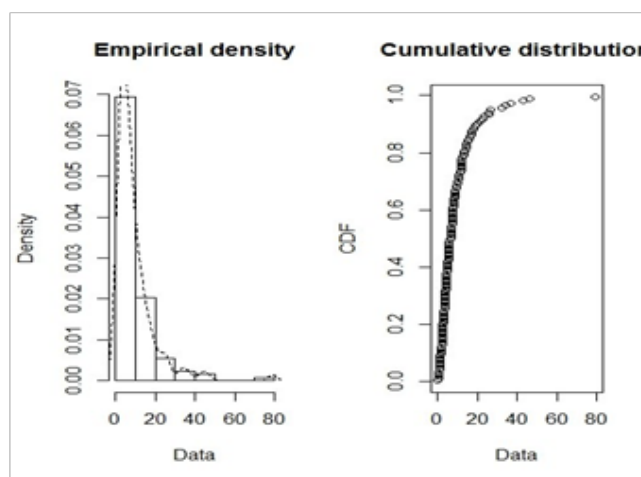 Empirical density
Density
0.00 0.01 0.02 0.03 0.04 0.05 0.06 0.07
0 20 40 60 80
Data
Cumulative distribution
CDF
0.0 0.2 0.4 0.6 0.8 1.0
0 20 40 60 80
Data